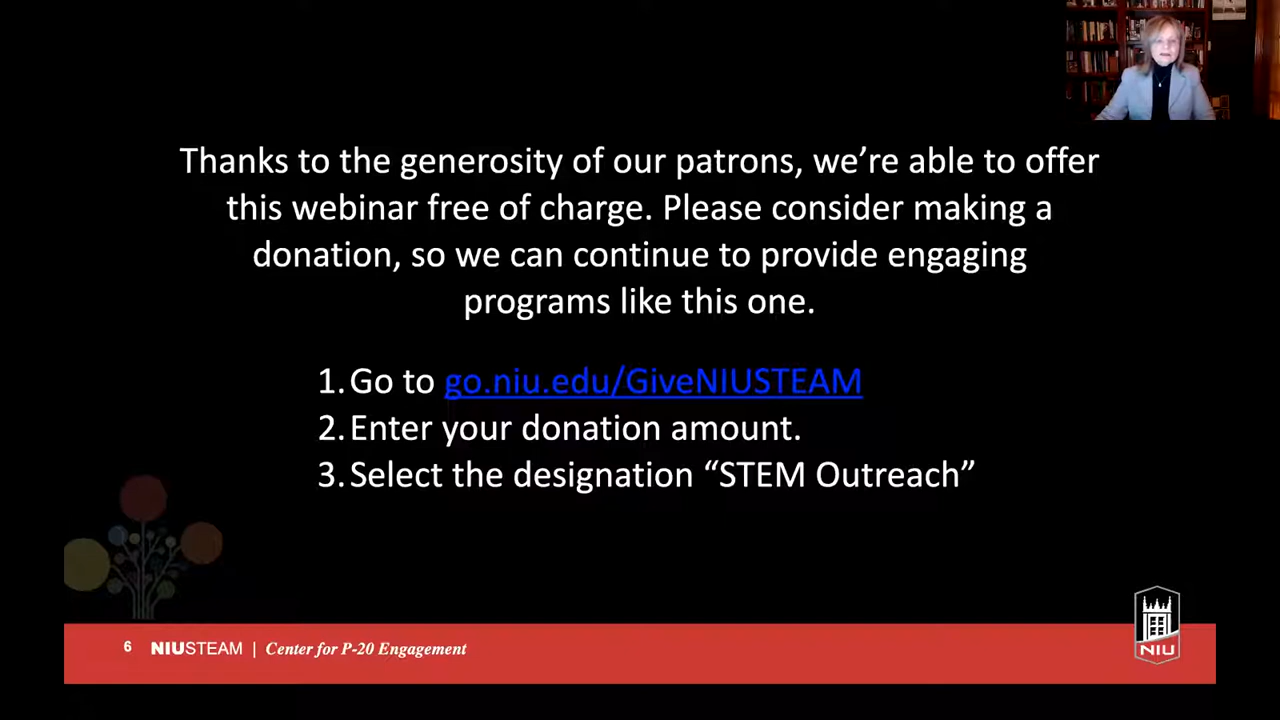 Thanks to the generosity of our patrons, we’re able to offer
this webinar free of charge. Please consider making a
donation, so we can continue to provide engaging
programs like this one.
1. Go to go.niu.edu/GiveNIUSTEAM
2. Enter your donation amount.
3. Select the designation “STEM Outreach”
6 NIUSTEAM | Center for P-20 Engagement
NIU